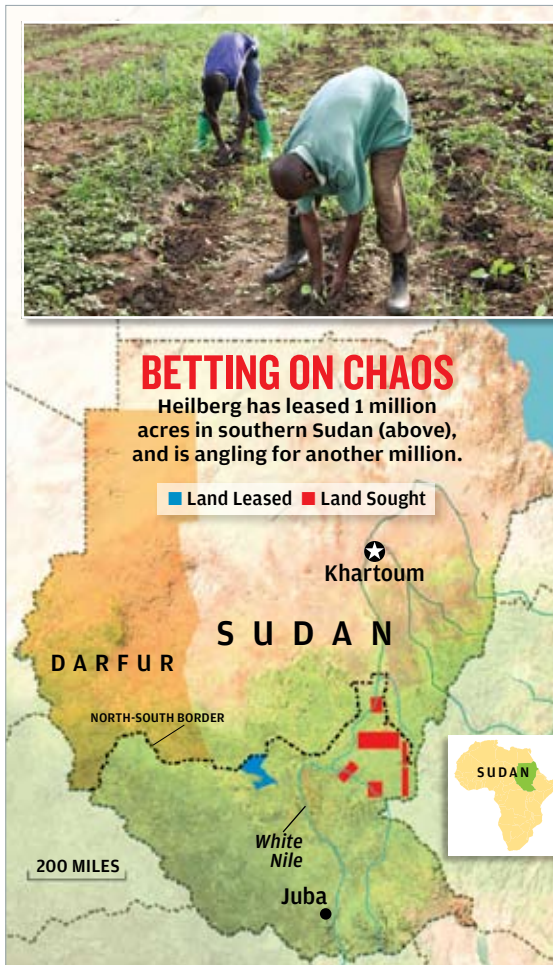 BETTING ON CHAOS
Heilberg has leased 1 million
acres in southern Sudan (above),
and is angling for another million.
Land Leased Land Sought
Khartoum
SUDAN
DARFUR
NORTH-SOUTH BORDER
SUDAN
White
Nile
200 MILES
Juba